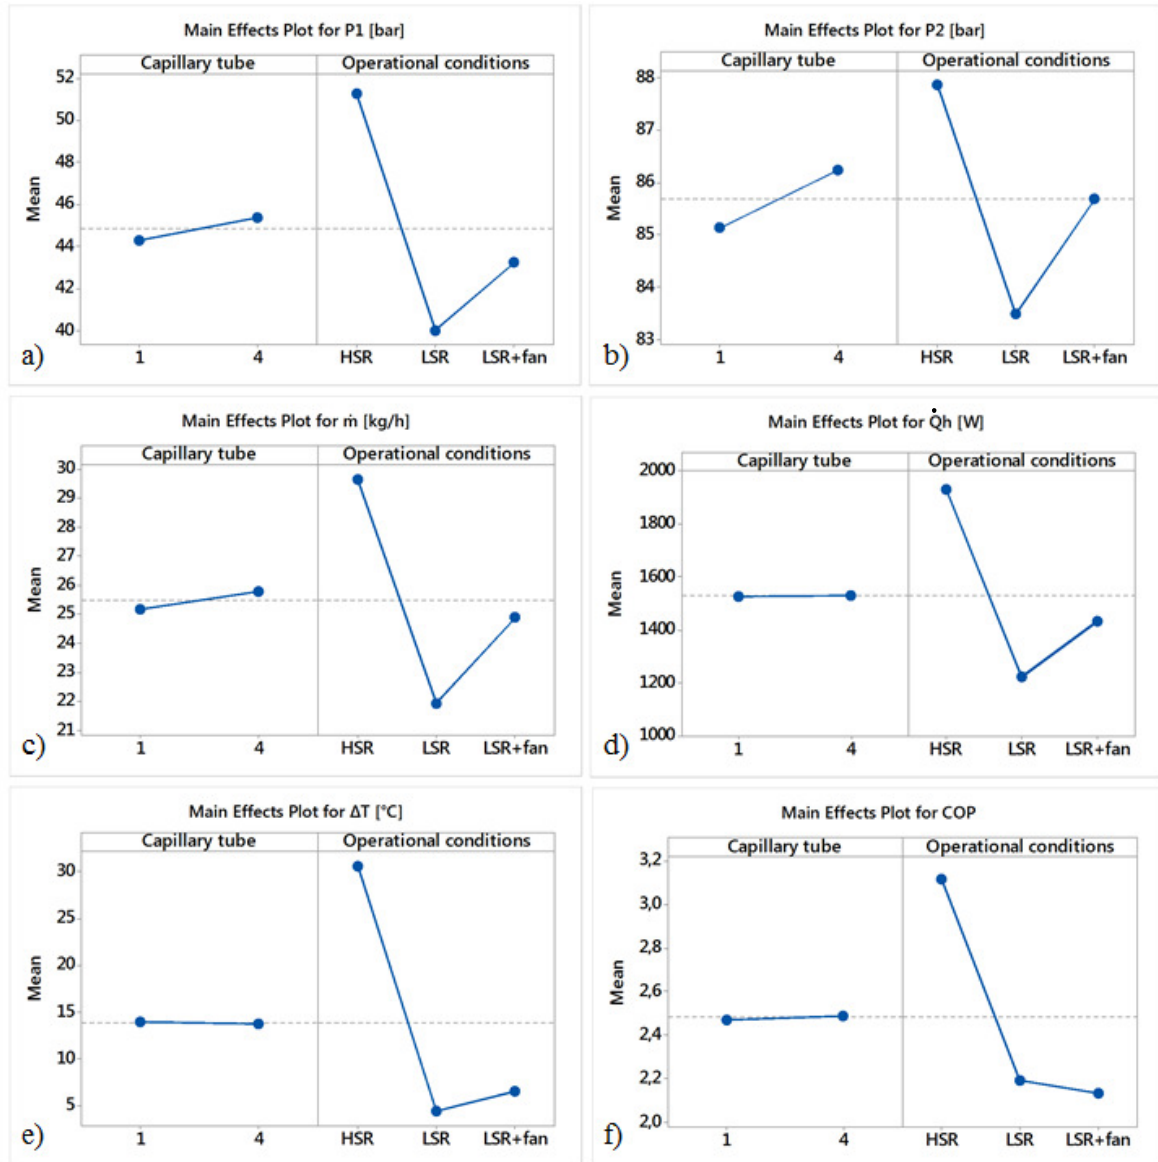 Main Effects Plot for P1 [bar]
Capillary tube Operational conditions
Mean
52
50
48
46
44
42
40
1 4 HSR LSR LSR+fan
a)
Main Effects Plot for P2 [bar]
Capillary tube Operational conditions
Mean
88
87
86
85
84
83
1 4 HSR LSR LSR+fan
b)
Main Effects Plot for ṁ [kg/h]
Capillary tube Operational conditions
Mean
30
29
28
27
26
25
24
23
22
21
1 4 HSR LSR LSR+fan
c)
Main Effects Plot for Q̇h [W]
Capillary tube Operational conditions
Mean
2000
1800
1600
1400
1200
1000
1 4 HSR LSR LSR+fan
d)
Main Effects Plot for ΔT [°C]
Capillary tube Operational conditions
Mean
30
25
20
15
10
5
1 4 HSR LSR LSR+fan
e)
Main Effects Plot for COP
Capillary tube Operational conditions
Mean
3,2
3,0
2,8
2,6
2,4
2,2
2,0
1 4 HSR LSR LSR+fan
f)